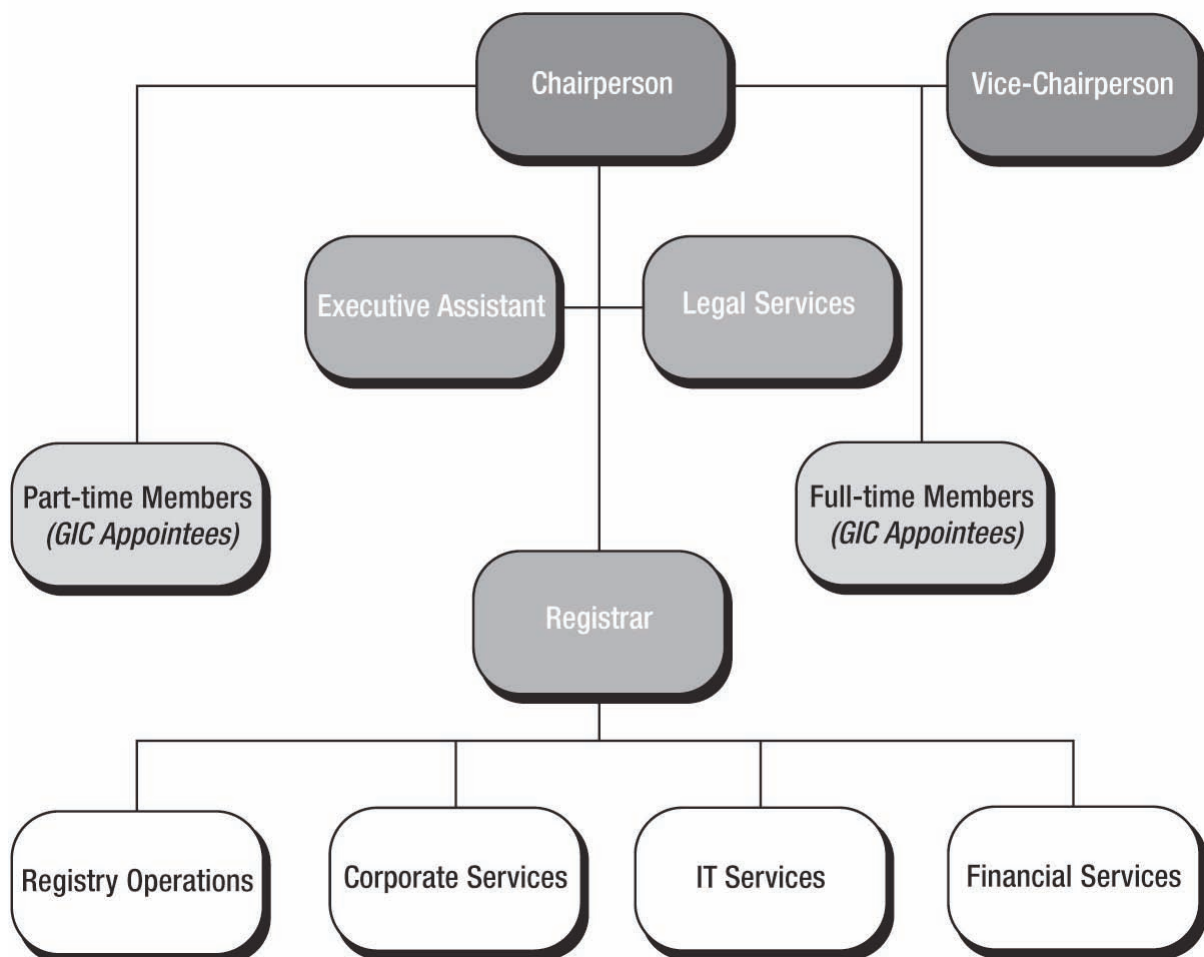 Chairperson
Vice-Chairperson
Executive Assistant
Legal Services
Part-time Members
(GIC Appointees)
Full-time Members
(GIC Appointees)
Registrar
Registry Operations
Corporate Services
IT Services
Financial Services